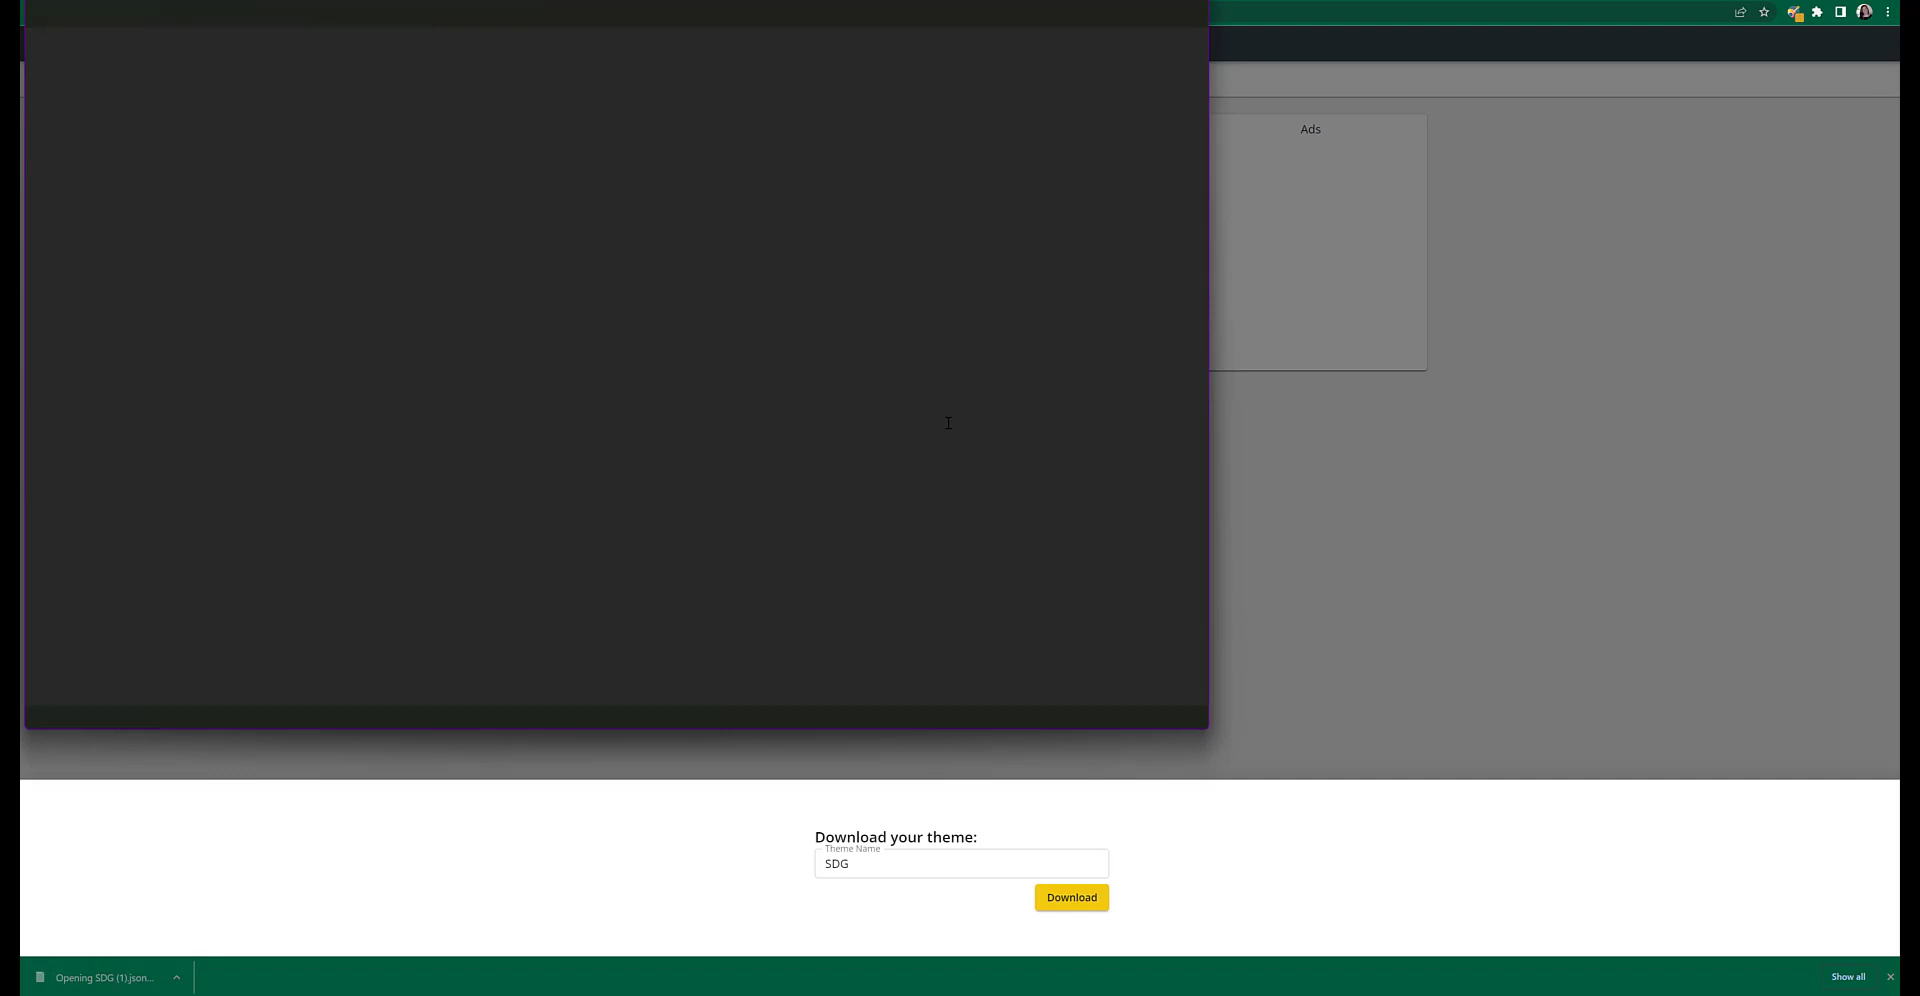 Ads
Download your theme:
Theme Name
SDG
Download
Opening SDG (1).json...
Show all